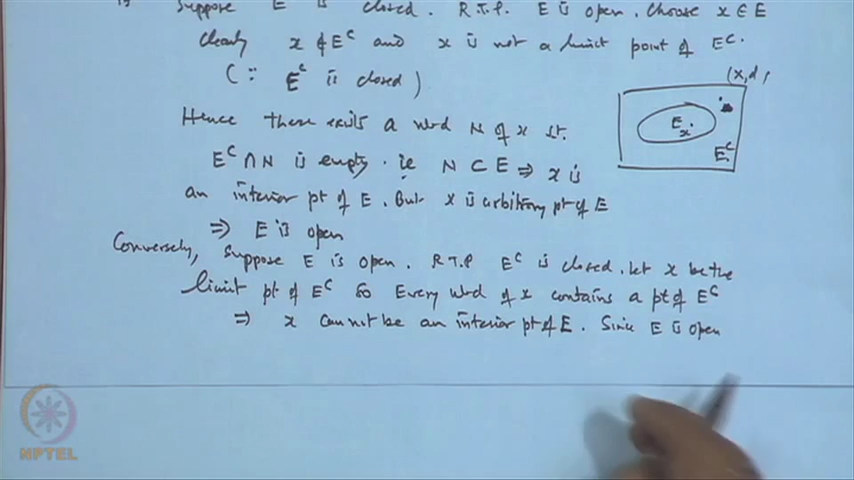 Suppose E is closed. R.T.P. E is open. Choose x ∈ E
Clearly x ∉ E^c and x is not a limit point of E^c.
(∵ E^c is closed)
(X, d)
Hence there exists a nbd N of x st.
E x.
E^c
E^c ∩ N is empty. ie N ⊂ E ⇒ x is
an interior pt of E. But x is arbitrary pt of E
⇒ E is open
Conversely, Suppose E is open. R.T.P E^c is closed. Let x be the
limit pt of E^c so Every nbd of x contains a pt of E^c
⇒ x cannot be an interior pt of E. Since E is open
NPTEL